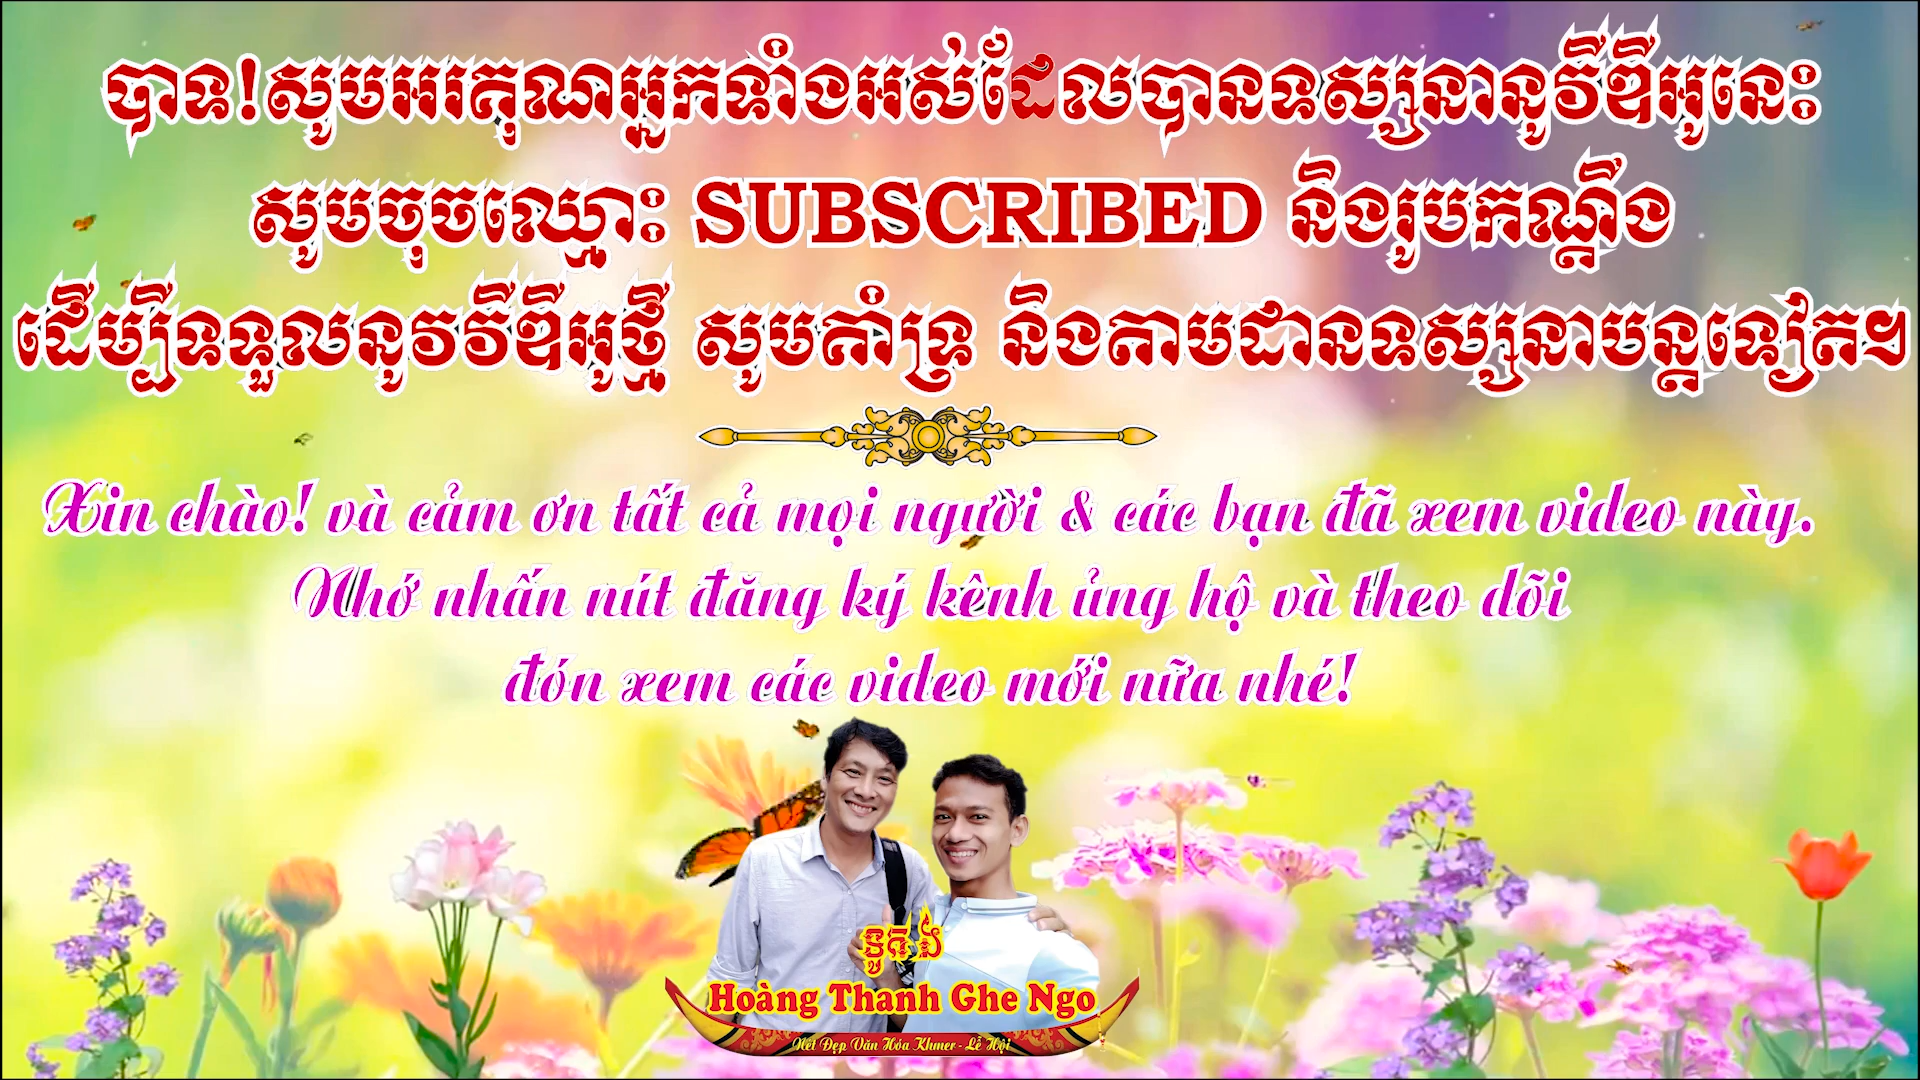 បាទ!សូមអរគុណអ្នកទាំងអស់ដែលបានទស្សនានូវវីឌីអូនេះ
សូមចុចឈ្មោះ SUBSCRIBED និងរូបកណ្ដឹង
ដើម្បីទទួលនូវវីឌីអូថ្មី សូមគាំទ្រ និងតាមដានទស្សនាបន្តទៀត។
Xin chào! và cảm ơn tất cả mọi người & các bạn đã xem video này.
Nhớ nhấn nút đăng ký kênh ủng hộ và theo dõi
đón xem các video mới nữa nhé!
ទូកង
Hoàng Thanh Ghe Ngo
Nét Đẹp Văn Hóa Khmer - Lễ Hội